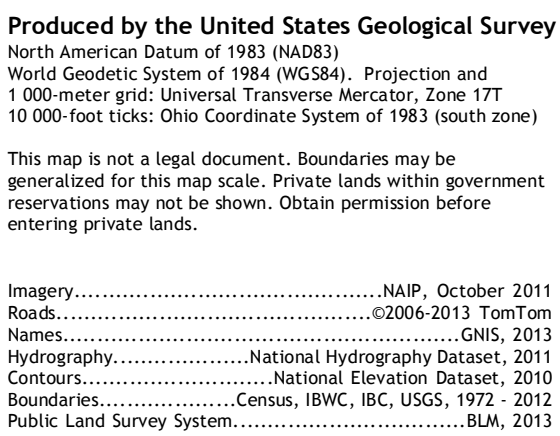 Produced by the United States Geological Survey
North American Datum of 1983 (NAD83)
World Geodetic System of 1984 (WGS84).  Projection and
1 000-meter grid: Universal Transverse Mercator, Zone 17T
10 000-foot ticks: Ohio Coordinate System of 1983 (south zone)
This map is not a legal document. Boundaries may be
generalized for this map scale. Private lands within government
reservations may not be shown. Obtain permission before
entering private lands.
Imagery.............................................NAIP, October 2011
Roads..............................................©2006-2013 TomTom
Names..........................................................GNIS, 2013
Hydrography....................National Hydrography Dataset, 2011
Contours............................National Elevation Dataset, 2010
Boundaries....................Census, IBWC, IBC, USGS, 1972 - 2012
Public Land Survey System..................................BLM, 2013